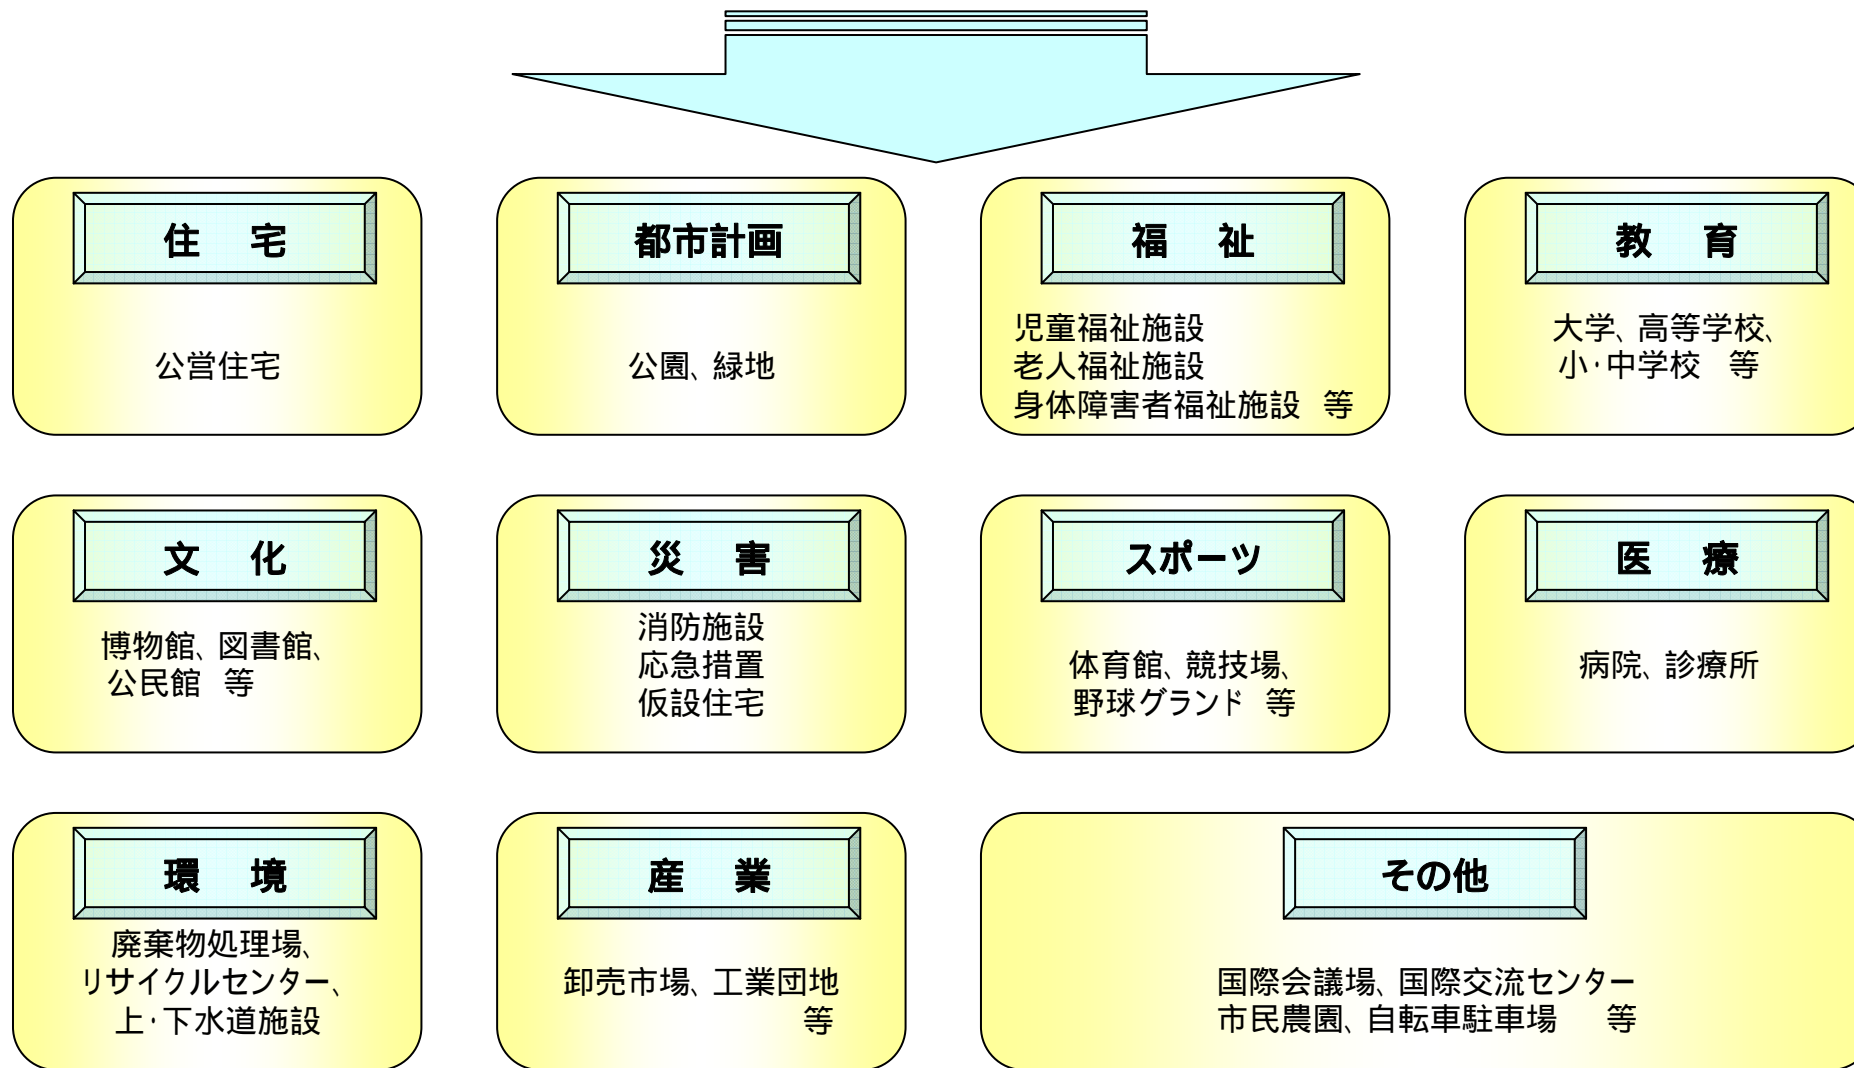 住　宅
公営住宅
都市計画
公園、緑地
福　祉
児童福祉施設
老人福祉施設
身体障害者福祉施設　等
教　育
大学、高等学校、
小・中学校　等
文　化
博物館、図書館、
公民館　等
災　害
消防施設
応急措置
仮設住宅
スポーツ
体育館、競技場、
野球グランド　等
医　療
病院、診療所
環　境
廃棄物処理場、
リサイクルセンター、
上・下水道施設
産　業
卸売市場、工業団地
等
その他
国際会議場、国際交流センター
市民農園、自転車駐車場　等